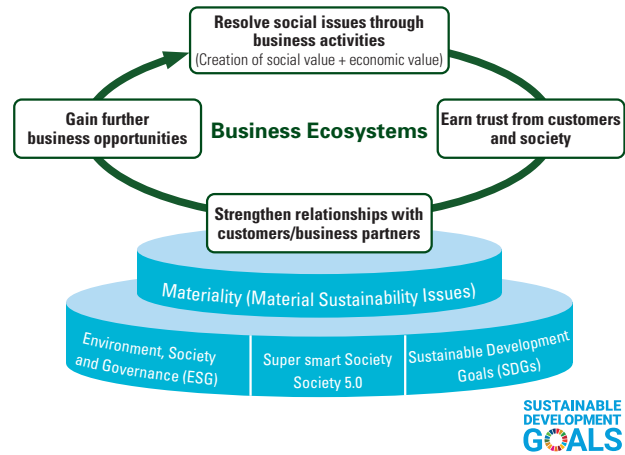 Resolve social issues through
business activities
(Creation of social value + economic value)
Gain further
business opportunities
Business Ecosystems
Earn trust from customers
and society
Strengthen relationships with
customers/business partners
Materiality (Material Sustainability Issues)
Environment, Society
and Governance (ESG)
Super smart Society
Society 5.0
Sustainable Development
Goals (SDGs)
SUSTAINABLE
DEVELOPMENT
GOALS